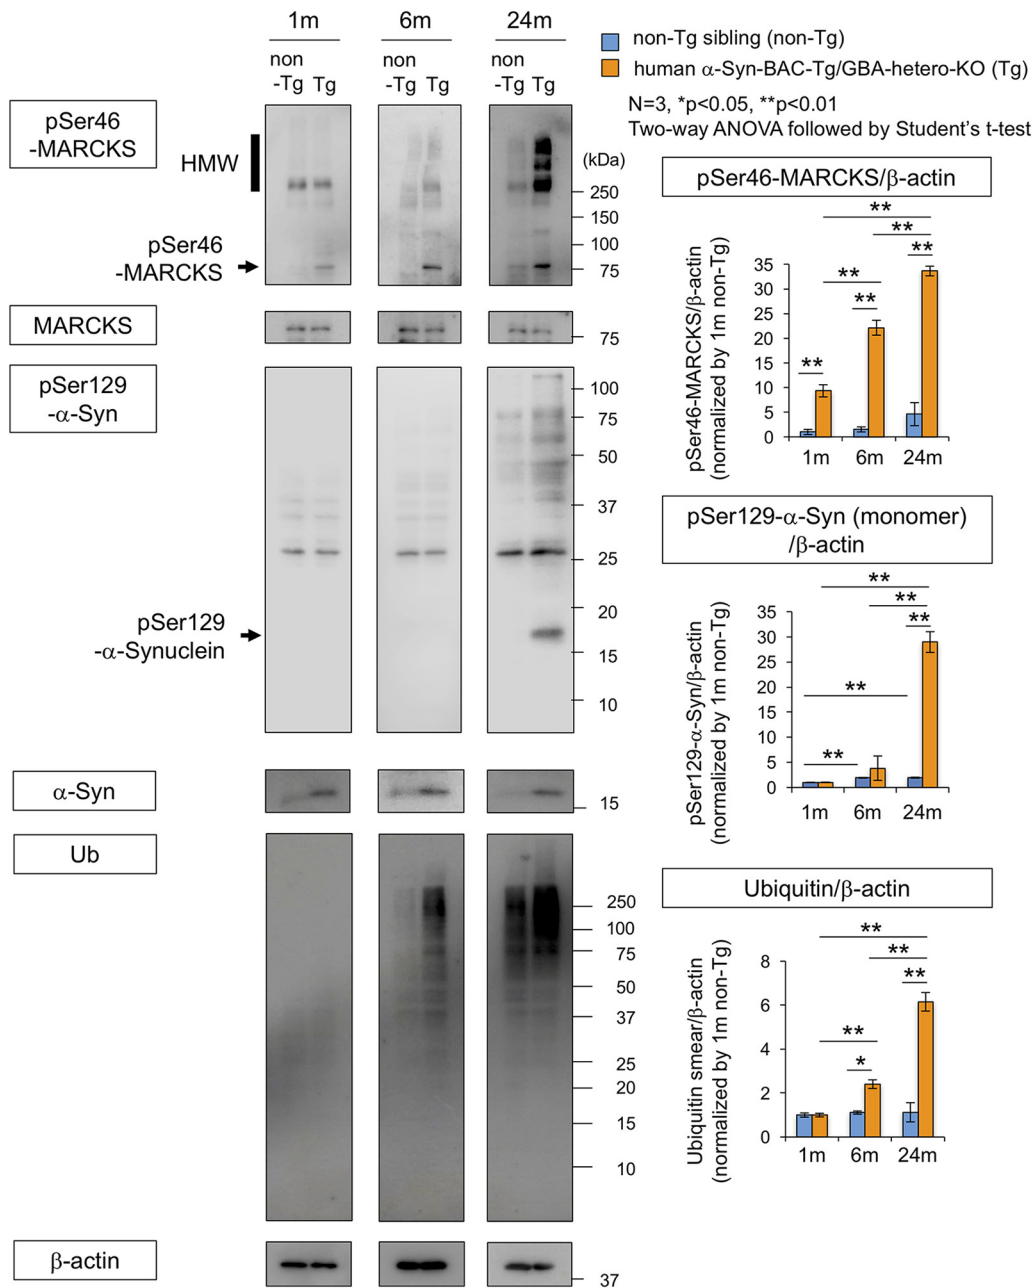 1m
6m
24m
non
-Tg Tg
non
-Tg Tg
non
-Tg Tg
non-Tg sibling (non-Tg)
human α-Syn-BAC-Tg/GBA-hetero-KO (Tg)
N=3, *p<0.05, **p<0.01
Two-way ANOVA followed by Student's t-test
pSer46
-MARCKS
HMW
(kDa)
250
150
100
75
pSer46
-MARCKS
MARCKS
75
pSer129
-α-Syn
100
75
50
37
25
20
15
10
pSer129
-α-Synuclein
α-Syn
15
Ub
250
100
75
50
37
25
20
15
10
β-actin
37
pSer46-MARCKS/β-actin
pSer46-MARCKS/β-actin
(normalized by 1m non-Tg)
35
30
25
20
15
10
5
0
**
**
**
**
**
**
1m 6m 24m
pSer129-α-Syn (monomer)
/β-actin
pSer129-α-Syn/β-actin
(normalized by 1m non-Tg)
35
30
25
20
15
10
5
0
**
**
**
**
**
1m 6m 24m
Ubiquitin/β-actin
Ubiquitin smear/β-actin
(normalized by 1m non-Tg)
8
6
4
2
0
**
**
**
**
*
1m 6m 24m